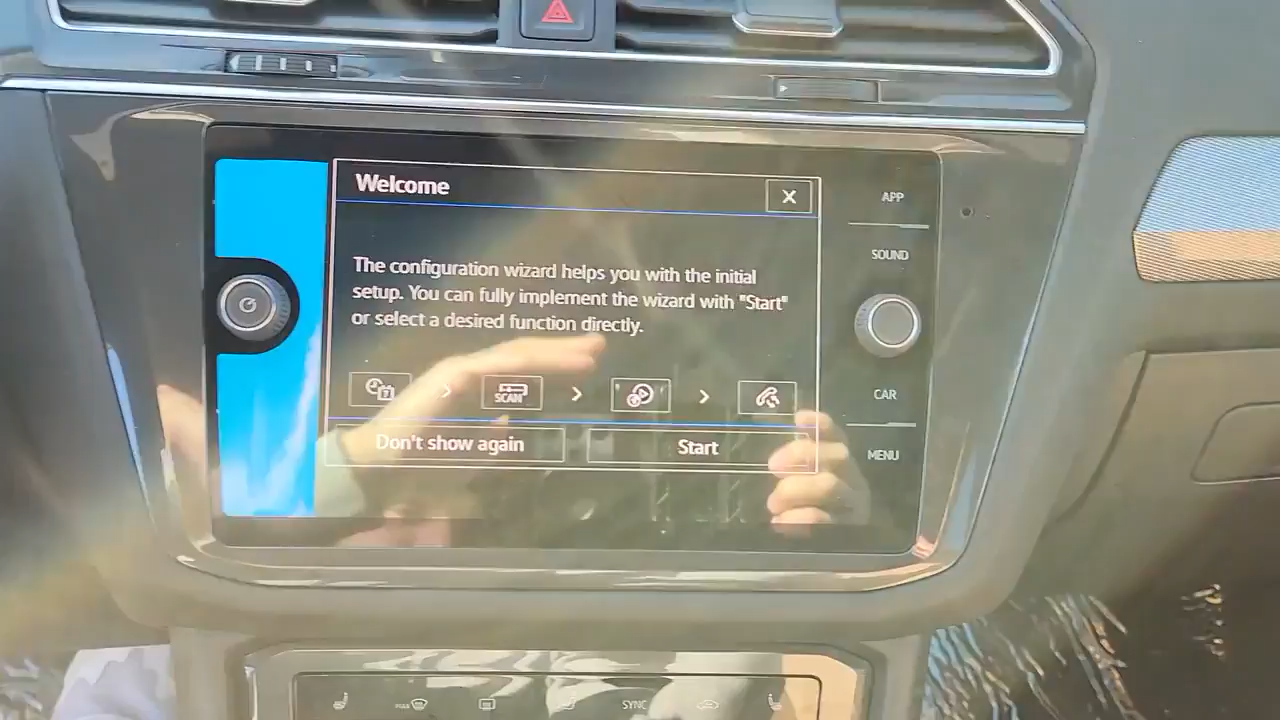 Welcome
APP
SOUND
The configuration wizard helps you with the initial
setup. You can fully implement the wizard with "Start"
or select a desired function directly.
SCAN
CAR
Don't show again
Start
MENU
MAX
SYNC